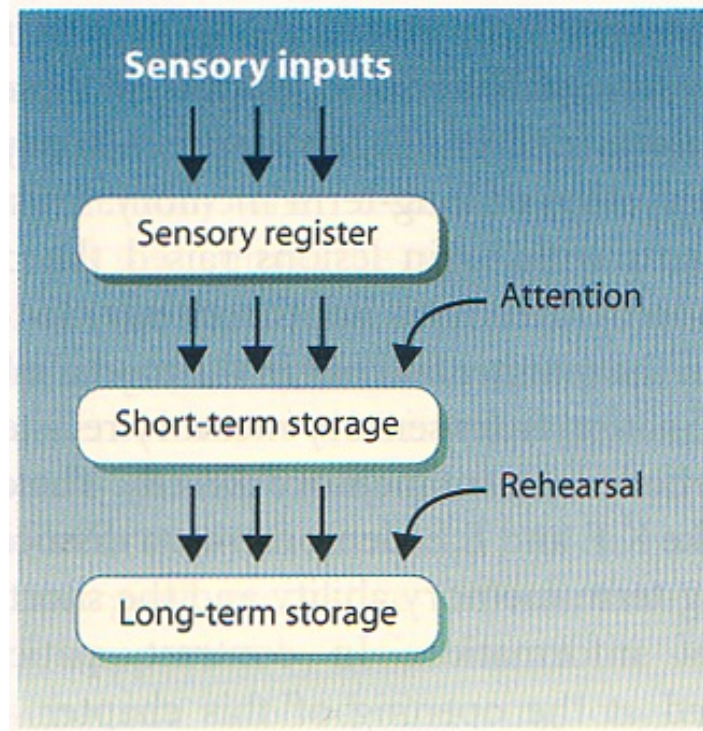 Sensory inputs
Sensory register
Attention
Short-term storage
Rehearsal
Long-term storage